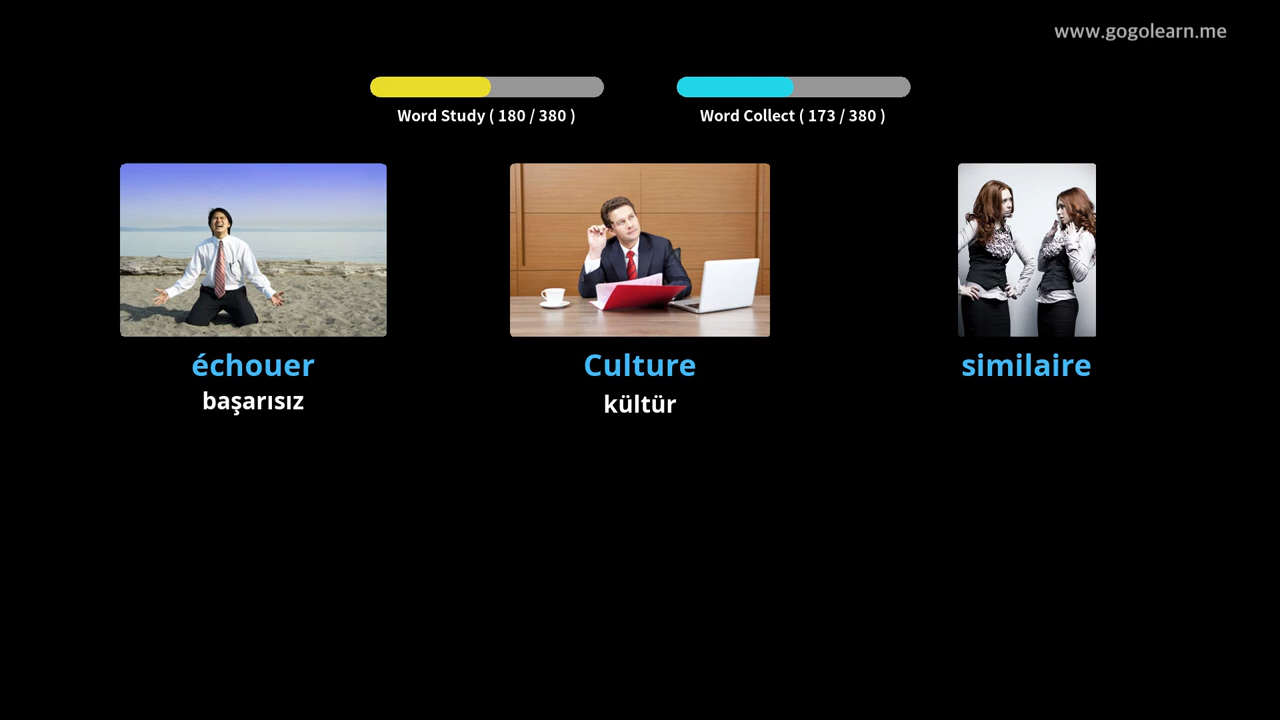 www.gogolearn.me
Word Study ( 180 / 380 )
Word Collect ( 173 / 380 )
échouer
Culture
similaire
başarısız
kültür